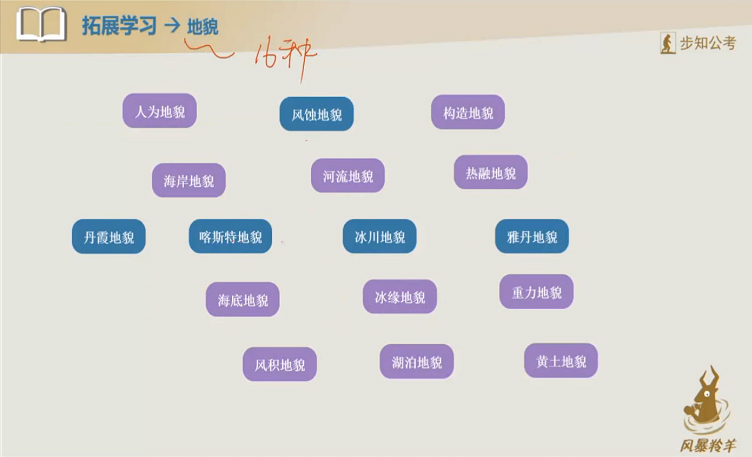 拓展学习 → 地貌
16种
步知公考
人为地貌 风蚀地貌 构造地貌
海岸地貌 河流地貌 热融地貌
丹霞地貌 喀斯特地貌 冰川地貌 雅丹地貌
海底地貌 冰缘地貌 重力地貌
风积地貌 湖泊地貌 黄土地貌
风暴羚羊